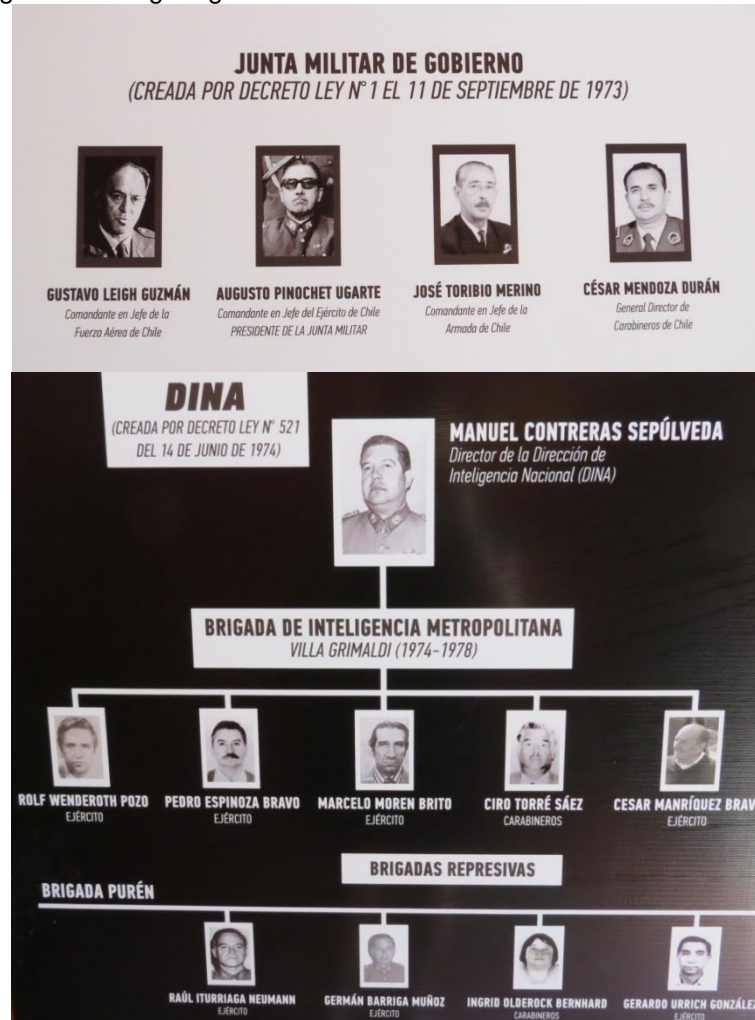 JUNTA MILITAR DE GOBIERNO
(CREADA POR DECRETO LEY N° 1 EL 11 DE SEPTIEMBRE DE 1973)
GUSTAVO LEIGH GUZMÁN
Comandante en Jefe de la
Fuerza Aérea de Chile
AUGUSTO PINOCHET UGARTE
Comandante en Jefe del Ejército de Chile
PRESIDENTE DE LA JUNTA MILITAR
JOSÉ TORIBIO MERINO
Comandante en Jefe de la
Armada de Chile
CÉSAR MENDOZA DURÁN
General Director de
Carabineros de Chile
DINA
(CREADA POR DECRETO LEY N° 521
DEL 14 DE JUNIO DE 1974)
MANUEL CONTRERAS SEPÚLVEDA
Director de la Dirección de
Inteligencia Nacional (DINA)
BRIGADA DE INTELIGENCIA METROPOLITANA
VILLA GRIMALDI (1974-1978)
ROLF WENDEROTH POZO
EJÉRCITO
PEDRO ESPINOZA BRAVO
EJÉRCITO
MARCELO MOREN BRITO
EJÉRCITO
CIRO TORRÉ SÁEZ
CARABINEROS
CESAR MANRÍQUEZ BRAV
EJÉRCITO
BRIGADAS REPRESIVAS
BRIGADA PURÉN
RAÚL ITURRIAGA NEUMANN
EJÉRCITO
GERMÁN BARRIGA MUÑOZ
EJÉRCITO
INGRID OLDEROCK BERNHARD
CARABINEROS
GERARDO URRICH GONZÁLEZ
EJÉRCITO